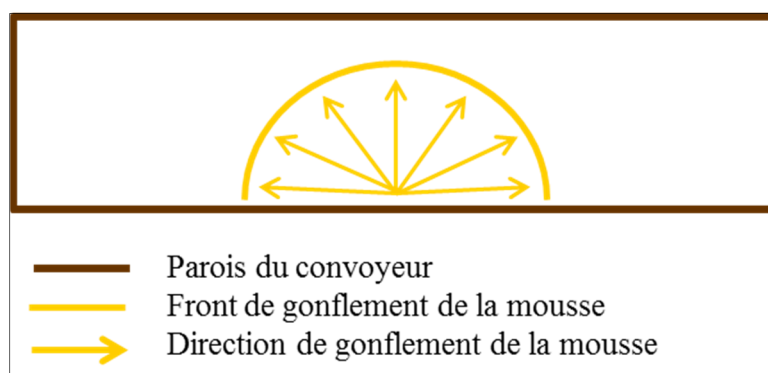 Parois du convoyeur
Front de gonflement de la mousse
Direction de gonflement de la mousse